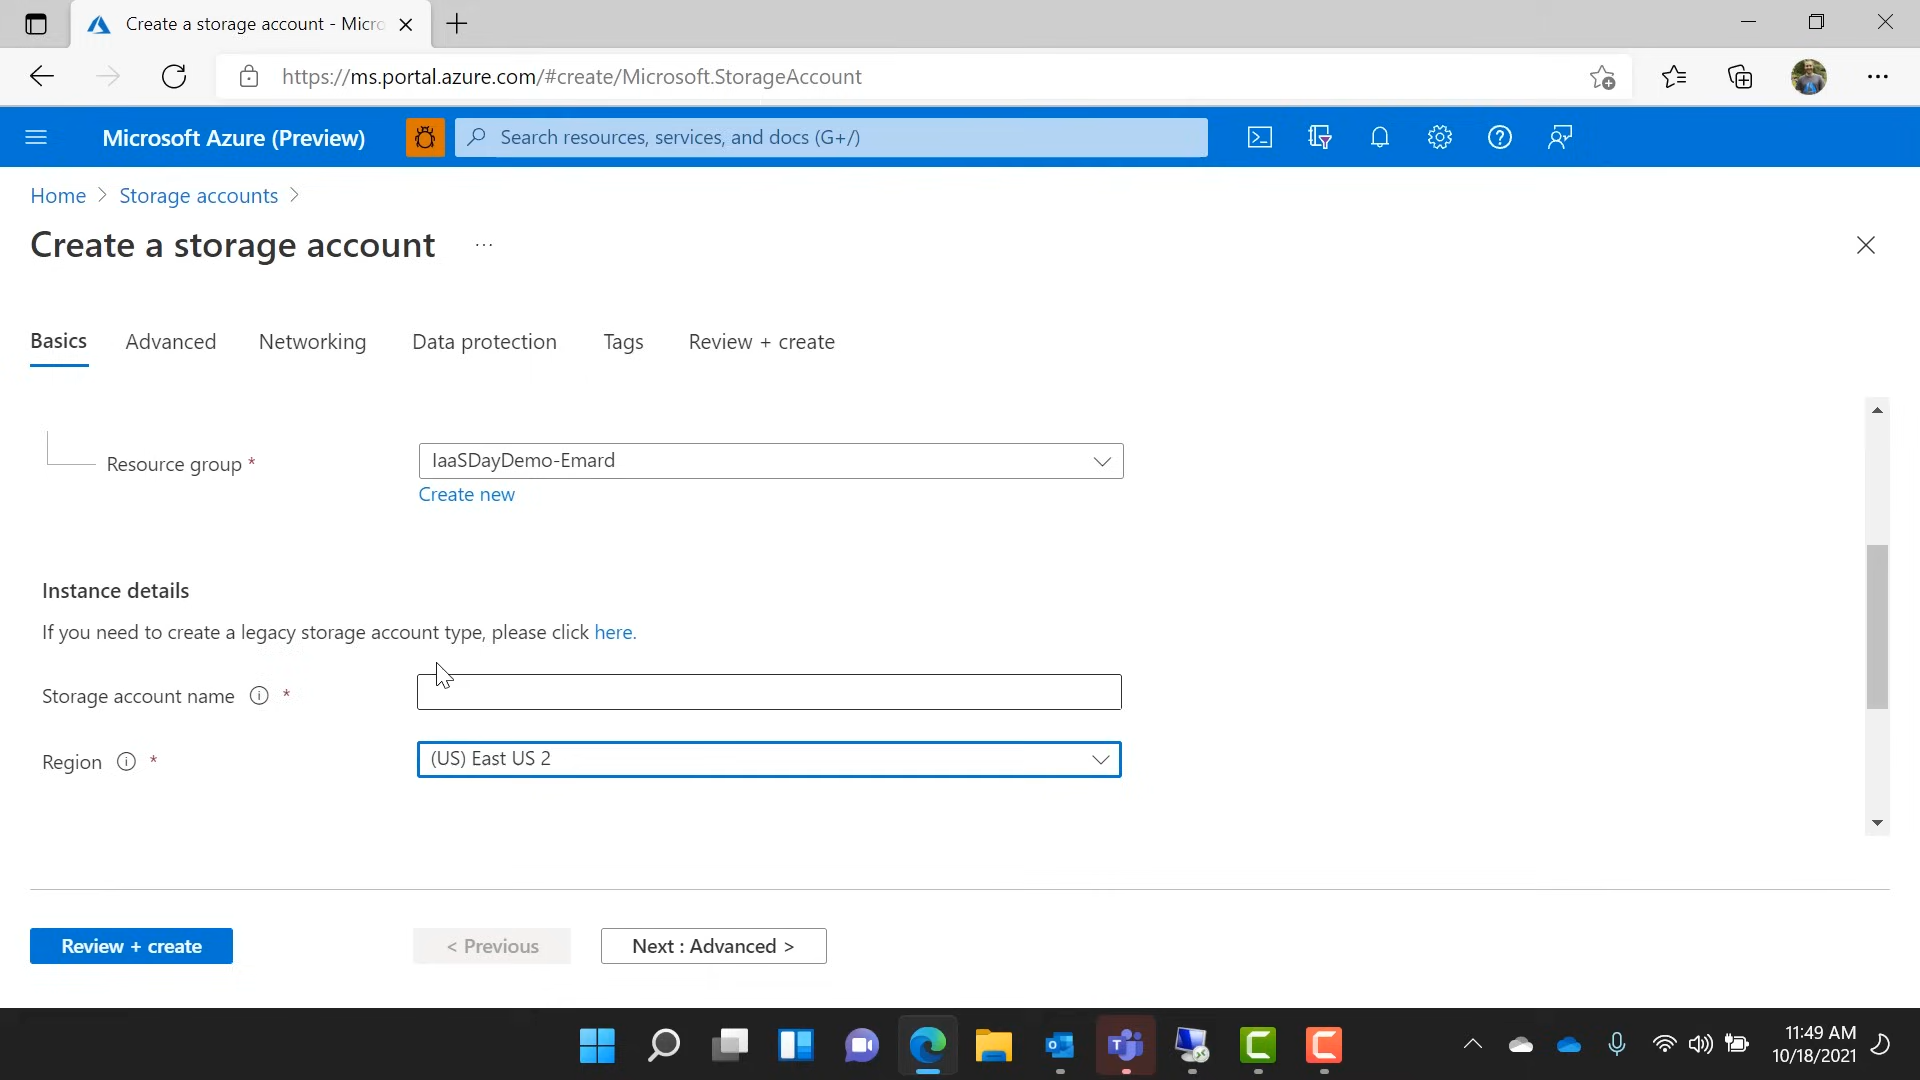 Create a storage account - Micro
https://ms.portal.azure.com/#create/Microsoft.StorageAccount
Microsoft Azure (Preview)
Search resources, services, and docs (G+/)
Home > Storage accounts >
Create a storage account ...
Basics Advanced Networking Data protection Tags Review + create
Resource group * IaaSDayDemo-Emard
Create new
Instance details
If you need to create a legacy storage account type, please click here.
Storage account name *
Region * (US) East US 2
Review + create < Previous Next : Advanced >
11:49 AM
10/18/2021